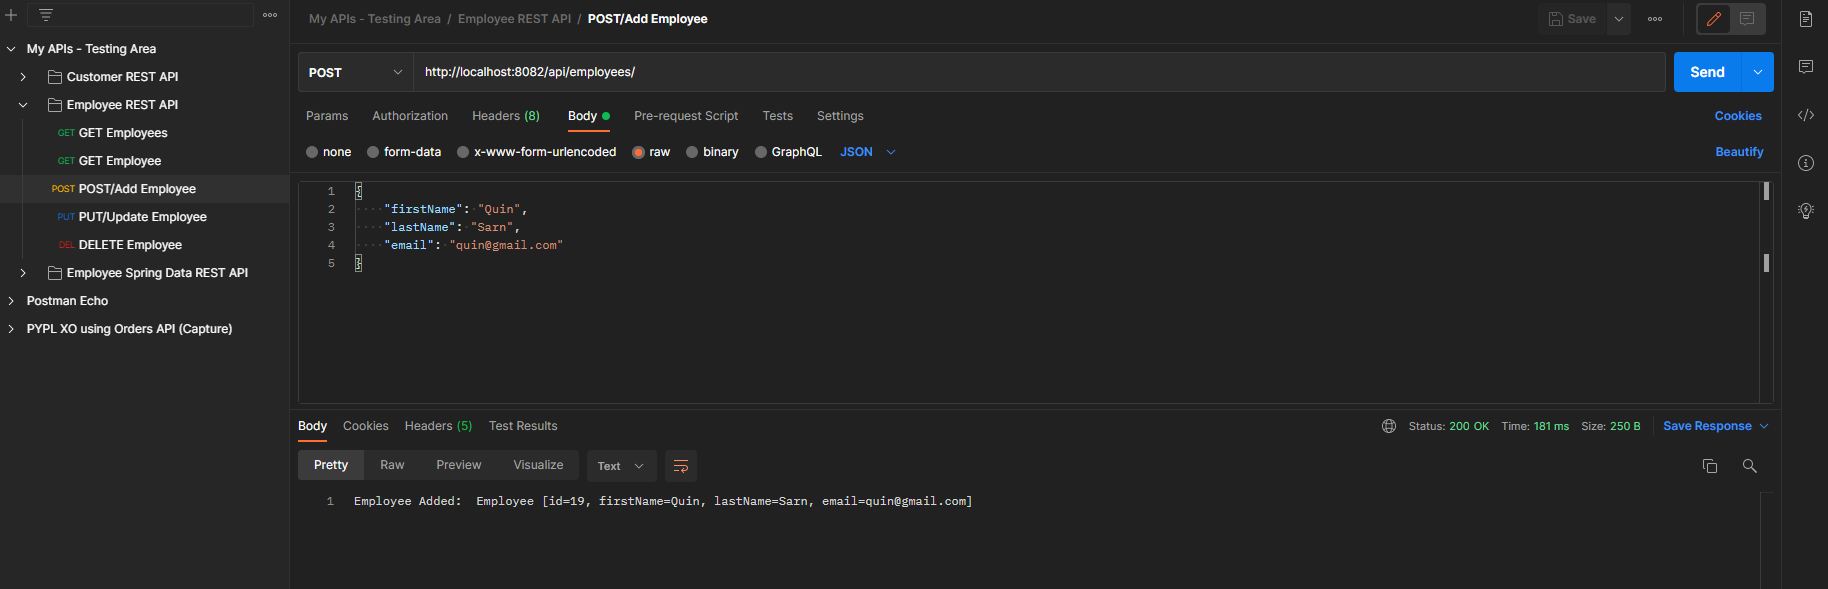 My APIs - Testing Area
Customer REST API
Employee REST API
GET GET Employees
GET GET Employee
POST POST/Add Employee
PUT PUT/Update Employee
DEL DELETE Employee
Employee Spring Data REST API
Postman Echo
PYPL XO using Orders API (Capture)
My APIs - Testing Area / Employee REST API / POST/Add Employee
Save
POST http://localhost:8082/api/employees/ Send
Params Authorization Headers (8) Body Pre-request Script Tests Settings Cookies
none form-data x-www-form-urlencoded raw binary GraphQL JSON Beautify
1 {
2 "firstName": "Quin",
3 "lastName": "Sarn",
4 "email": "quin@gmail.com"
5 }
Body Cookies Headers (5) Test Results Status: 200 OK Time: 181 ms Size: 250 B Save Response
Pretty Raw Preview Visualize Text
1 Employee Added:  Employee [id=19, firstName=Quin, lastName=Sarn, email=quin@gmail.com]